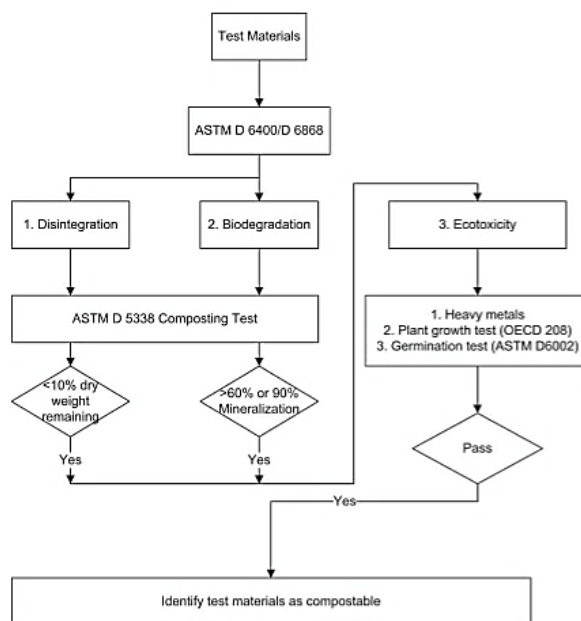 Test Materials
ASTM D 6400/D 6868
1. Disintegration
2. Biodegradation
3. Ecotoxicity
ASTM D 5338 Composting Test
1. Heavy metals
2. Plant growth test (OECD 208)
3. Germination test (ASTM D6002)
<10% dry
weight
remaining
>60% or 90%
Mineralization
Pass
Yes
Yes
Yes
Identify test materials as compostable